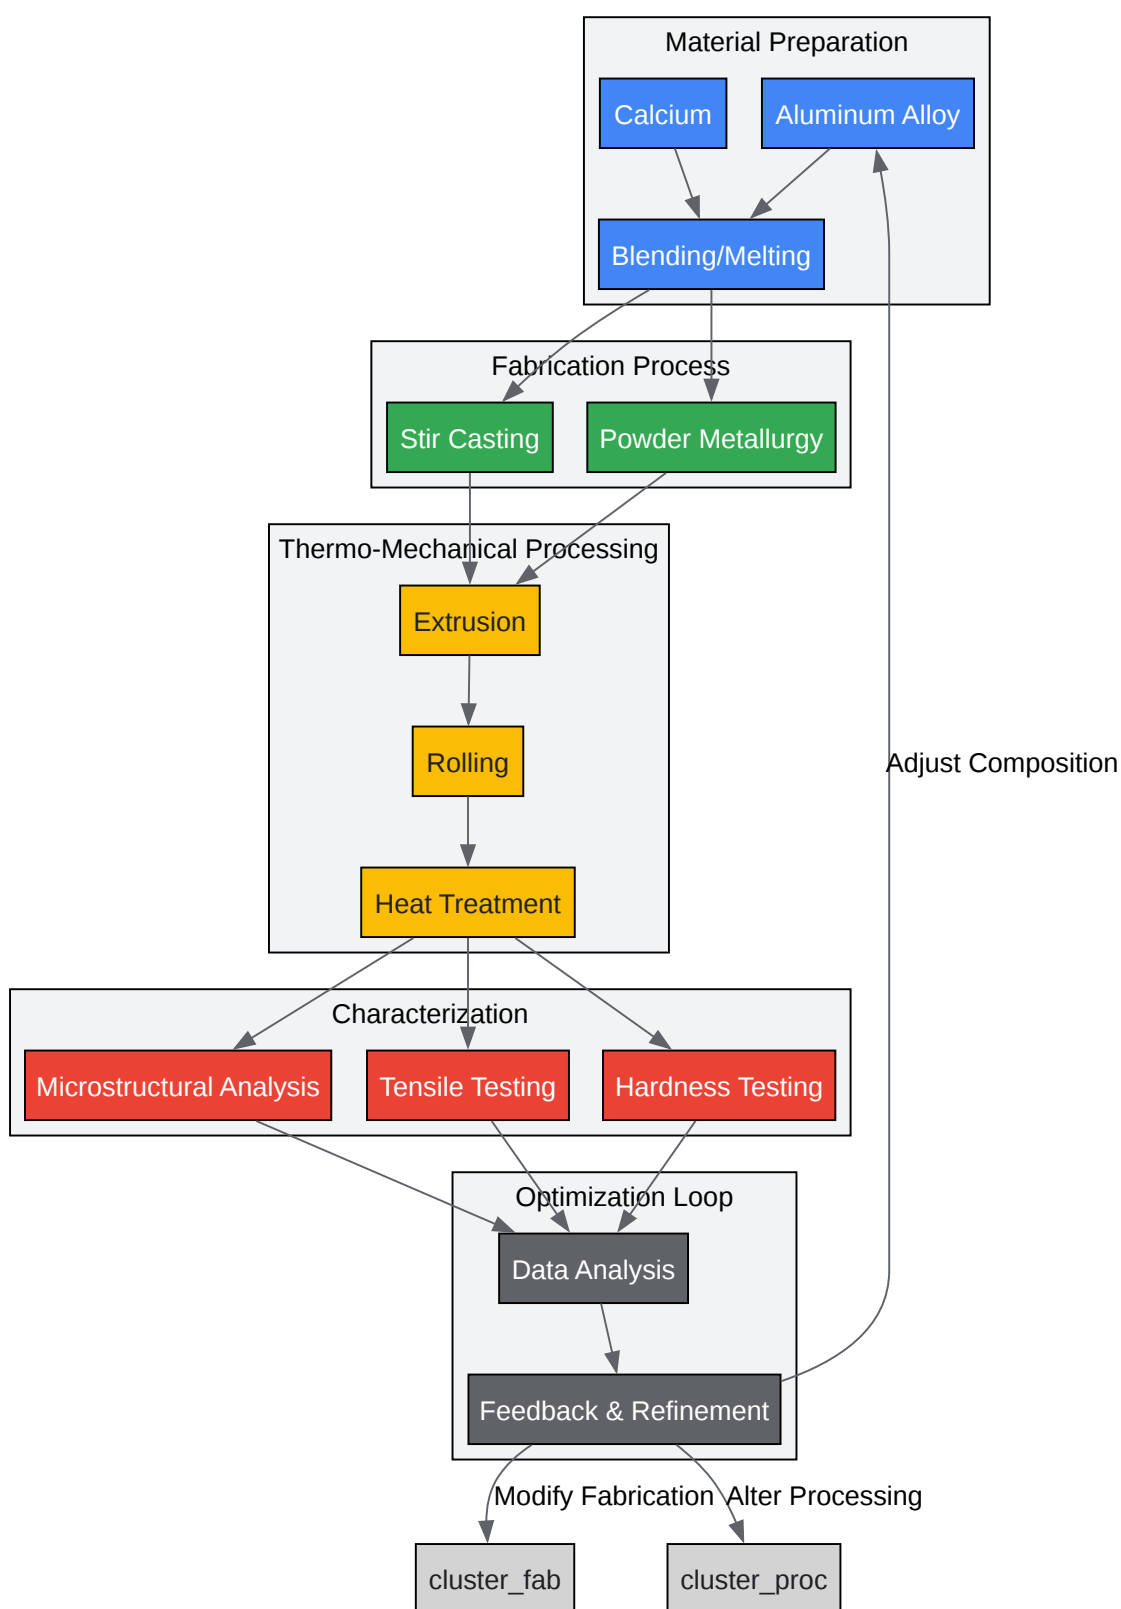 Material Preparation
Calcium
Aluminum Alloy
Blending/Melting
Fabrication Process
Stir Casting
Powder Metallurgy
Thermo-Mechanical Processing
Extrusion
Rolling
Adjust Composition
Heat Treatment
Characterization
Microstructural Analysis
Tensile Testing
Hardness Testing
Optimization Loop
Data Analysis
Feedback & Refinement
Modify Fabrication
Alter Processing
cluster_fab
cluster_proc